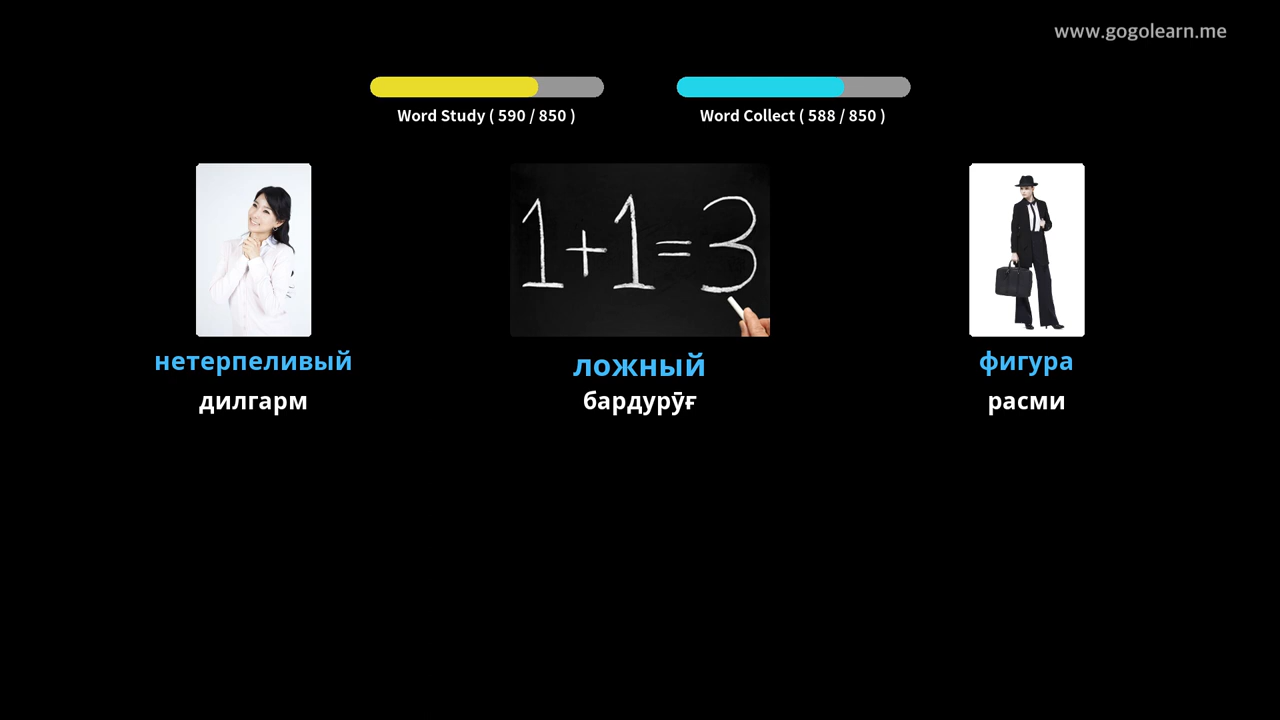 www.gogolearn.me
Word Study ( 590 / 850 )
Word Collect ( 588 / 850 )
1+1=3
нетерпеливый
дилгарм
ложный
бардурӯғ
фигура
расми